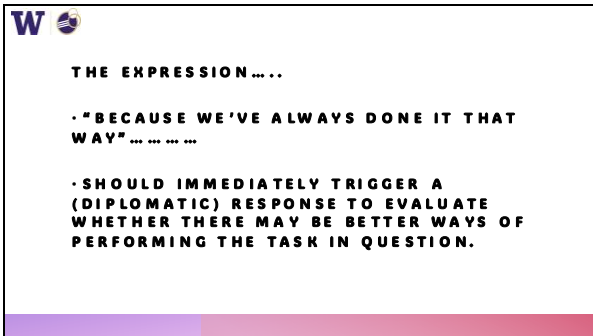 W
THE EXPRESSION.....
• "BECAUSE WE'VE ALWAYS DONE IT THAT
WAY"............
• SHOULD IMMEDIATELY TRIGGER A
(DIPLOMATIC) RESPONSE TO EVALUATE
WHETHER THERE MAY BE BETTER WAYS OF
PERFORMING THE TASK IN QUESTION.